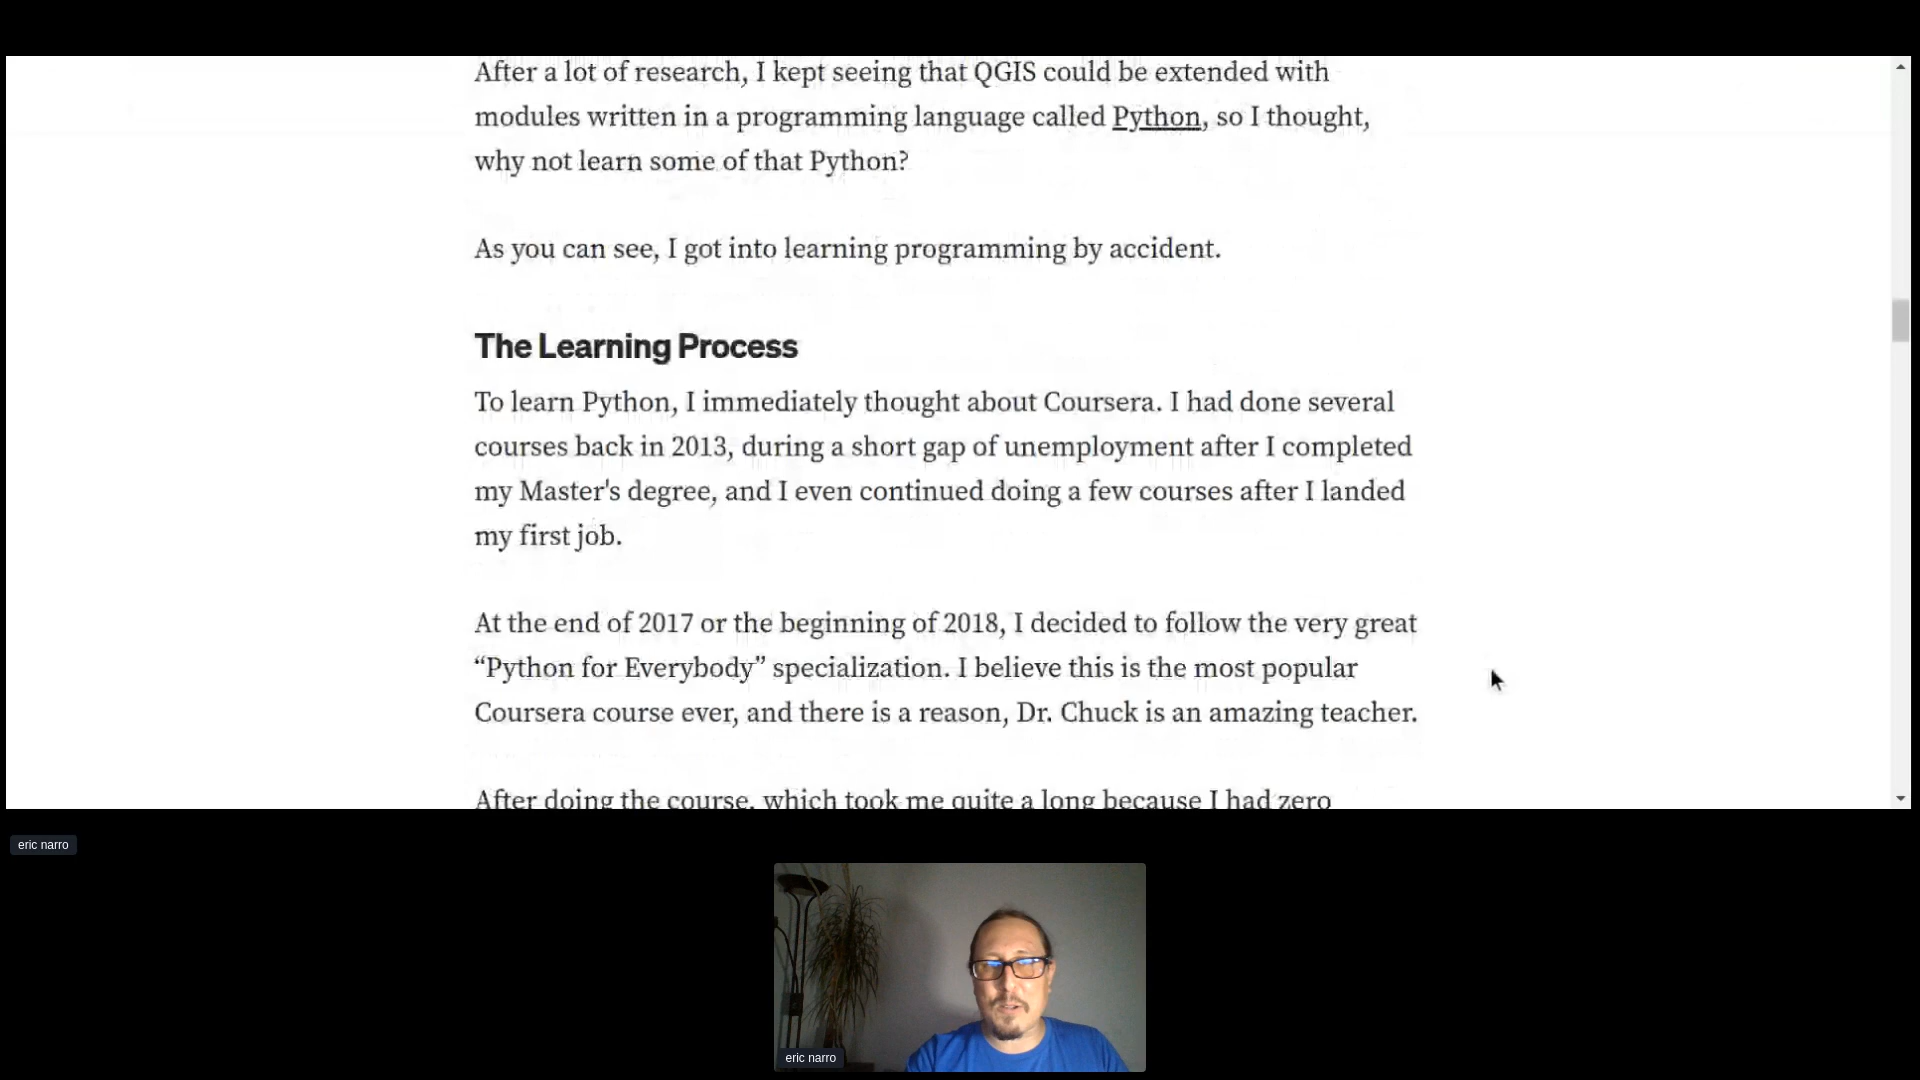 After a lot of research, I kept seeing that QGIS could be extended with
modules written in a programming language called Python, so I thought,
why not learn some of that Python?
As you can see, I got into learning programming by accident.
The Learning Process
To learn Python, I immediately thought about Coursera. I had done several
courses back in 2013, during a short gap of unemployment after I completed
my Master's degree, and I even continued doing a few courses after I landed
my first job.
At the end of 2017 or the beginning of 2018, I decided to follow the very great
“Python for Everybody” specialization. I believe this is the most popular
Coursera course ever, and there is a reason, Dr. Chuck is an amazing teacher.
After doing the course, which took me quite a long because I had zero
eric narro
eric narro